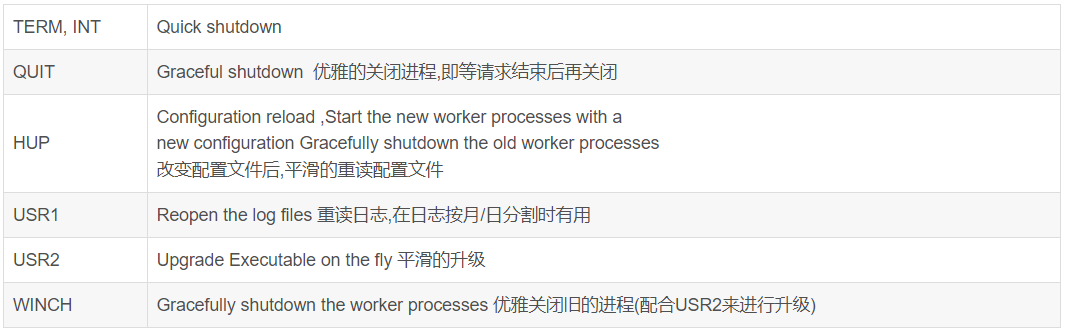 TERM, INT Quick shutdown
QUIT Graceful shutdown 优雅的关闭进程,即等请求结束后再关闭
HUP Configuration reload ,Start the new worker processes with a
new configuration Gracefully shutdown the old worker processes
改变配置文件后,平滑的重读配置文件
USR1 Reopen the log files 重读日志,在日志按月/日分割时有用
USR2 Upgrade Executable on the fly 平滑的升级
WINCH Gracefully shutdown the worker processes 优雅关闭旧的进程(配合USR2来进行升级)